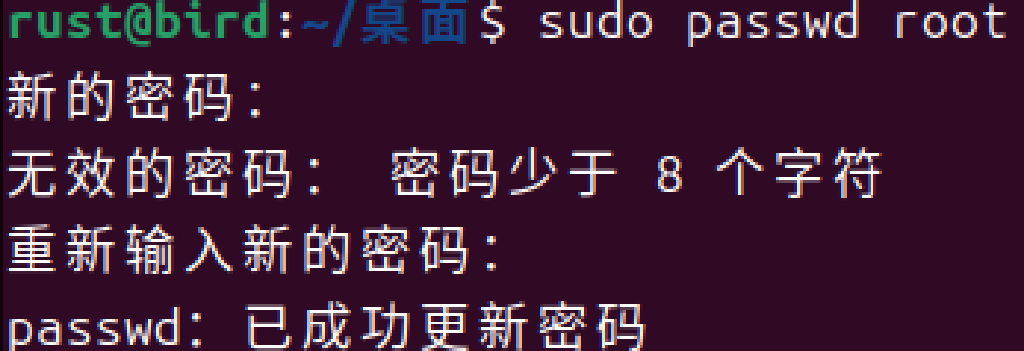 rust@bird:~/桌面$ sudo passwd root
新的密码：
无效的密码： 密码少于 8 个字符
重新输入新的密码：
passwd：已成功更新密码